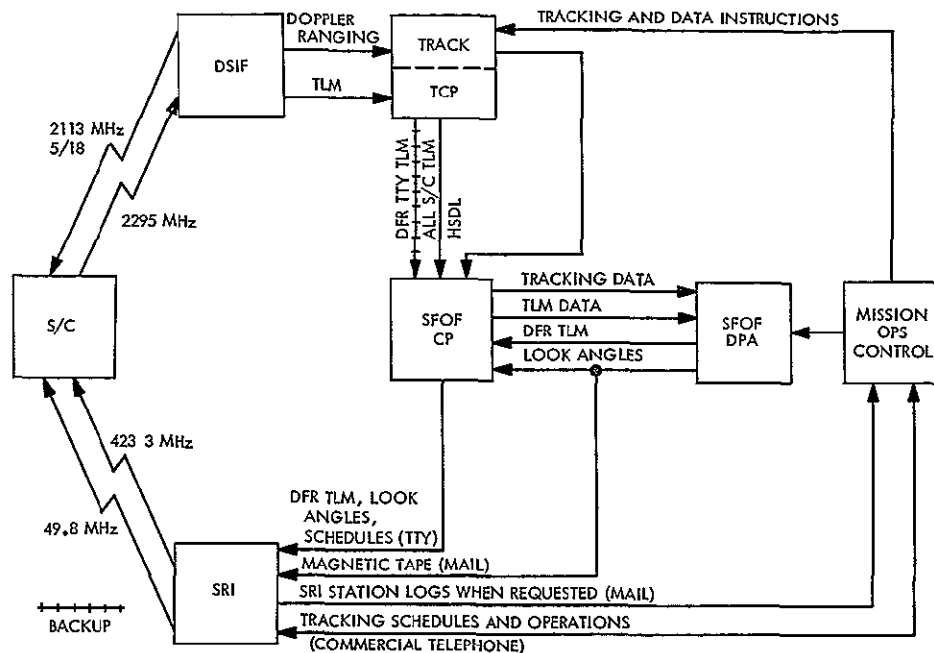 DOPPLER
RANGING
TRACKING AND DATA INSTRUCTIONS
DSIF
TRACK
TLM
TCP
2113 MHz
5/18
2295 MHz
DFR TTY TLM
ALL S/C TLM
HSDL
S/C
SFOF
CP
TRACKING DATA
TLM DATA
DFR TLM
LOOK ANGLES
SFOF
DPA
MISSION
OPS
CONTROL
423 3 MHz
49.8 MHz
DFR TLM, LOOK
ANGLES,
SCHEDULES (TTY)
MAGNETIC TAPE (MAIL)
SRI
SRI STATION LOGS WHEN REQUESTED (MAIL)
TRACKING SCHEDULES AND OPERATIONS
(COMMERCIAL TELEPHONE)
BACKUP